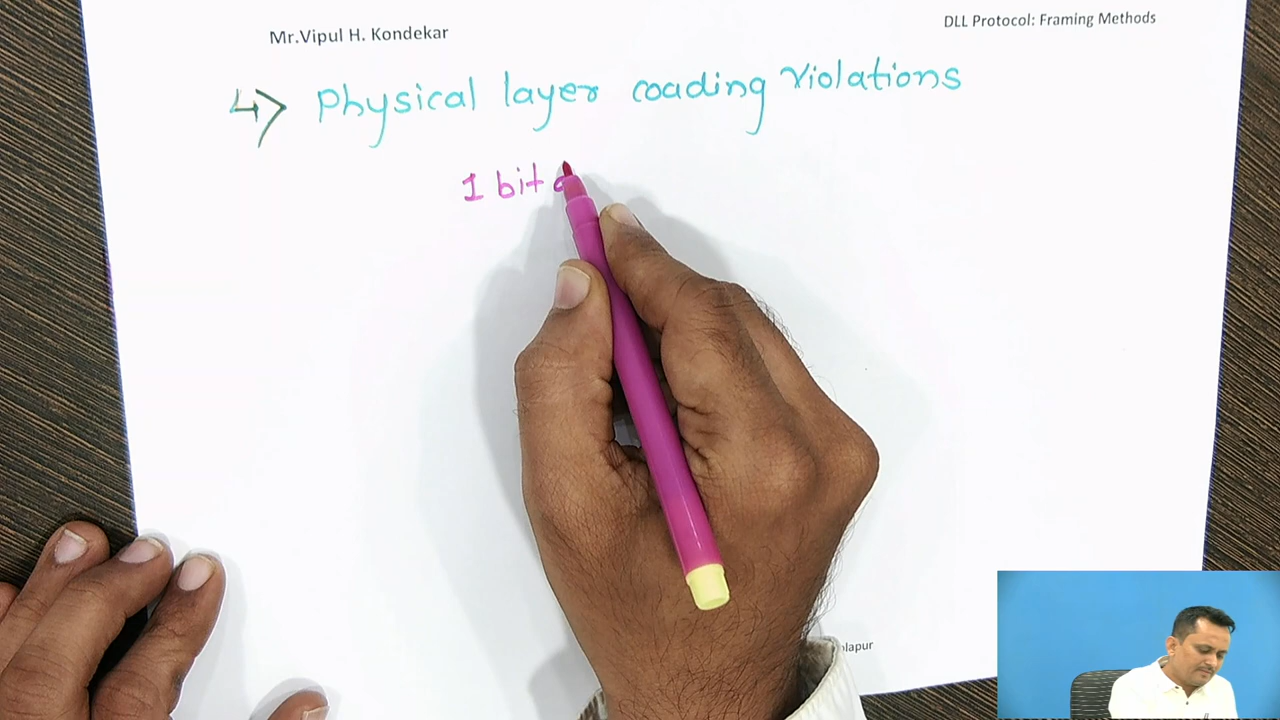 Mr.Vipul H. Kondekar
DLL Protocol: Framing Methods
4> Physical layer coading violations
1 bit